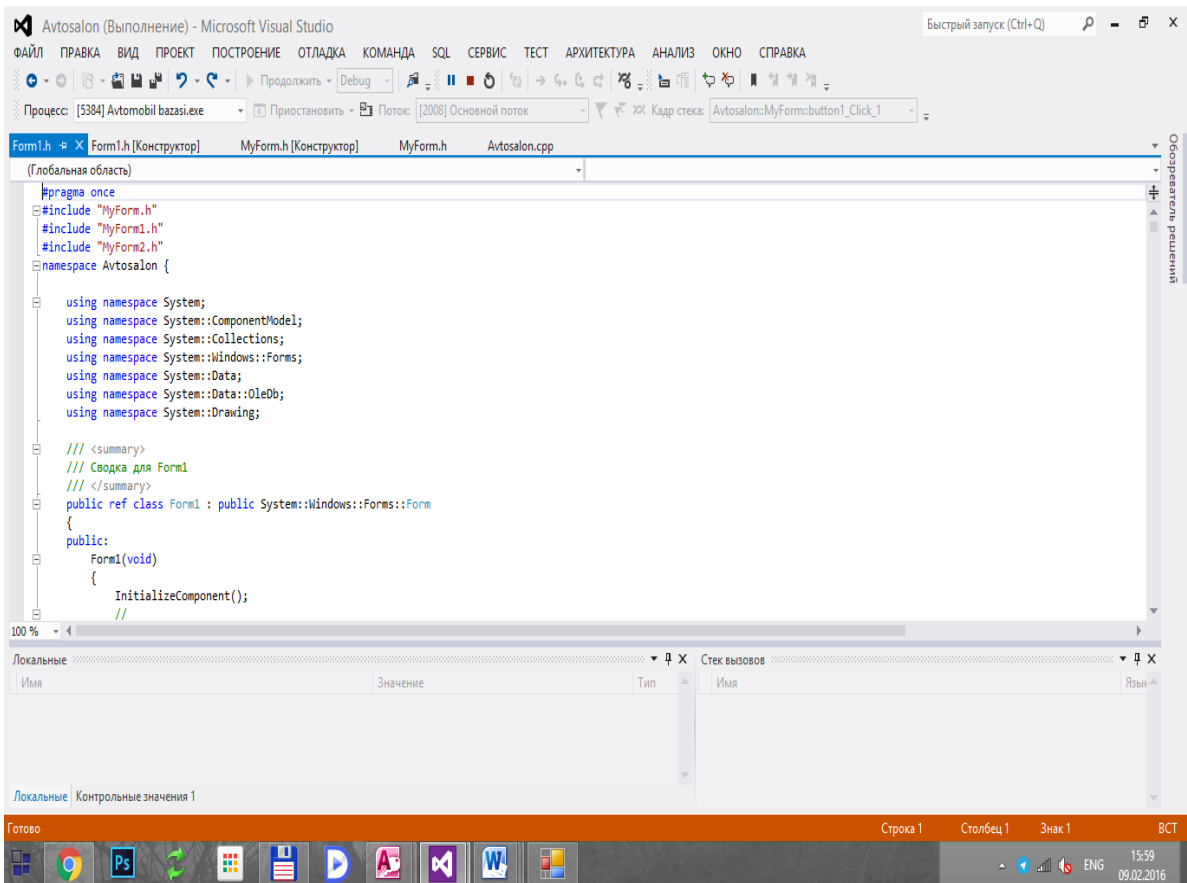 Avtosalon (Выполнение) - Microsoft Visual Studio
Быстрый запуск (Ctrl+Q)
ФАЙЛ ПРАВКА ВИД ПРОЕКТ ПОСТРОЕНИЕ ОТЛАДКА КОМАНДА SQL СЕРВИС ТЕСТ АРХИТЕКТУРА АНАЛИЗ ОКНО СПРАВКА
Продолжить Debug
Процесс: [5384] Avtomobil bazasi.exe Приостановить Поток: [2008] Основной поток Кадр стека: Avtosalon::MyForm::button1_Click_1
Form1.h Form1.h [Конструктор] MyForm.h [Конструктор] MyForm.h Avtosalon.cpp
Обозреватель решений
(Глобальная область)
#pragma once
#include "MyForm.h"
#include "MyForm1.h"
#include "MyForm2.h"
namespace Avtosalon {
using namespace System;
using namespace System::ComponentModel;
using namespace System::Collections;
using namespace System::Windows::Forms;
using namespace System::Data;
using namespace System::Data::OleDb;
using namespace System::Drawing;
/// <summary>
/// Сводка для Form1
/// </summary>
public ref class Form1 : public System::Windows::Forms::Form
{
public:
Form1(void)
{
InitializeComponent();
//
100 %
Локальные
Имя Значение Тип
Стек вызовов
Имя Язык
Локальные Контрольные значения 1
Готово Строка 1 Столбец 1 Знак 1 ВСТ
Ps
ENG
15:59
09.02.2016